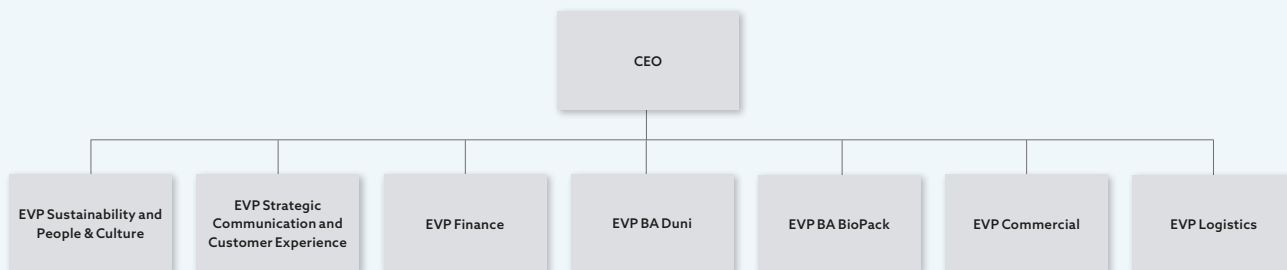 CEO
EVP Sustainability and
People & Culture
EVP Strategic
Communication and
Customer Experience
EVP Finance
EVP BA Duni
EVP BA BioPack
EVP Commercial
EVP Logistics